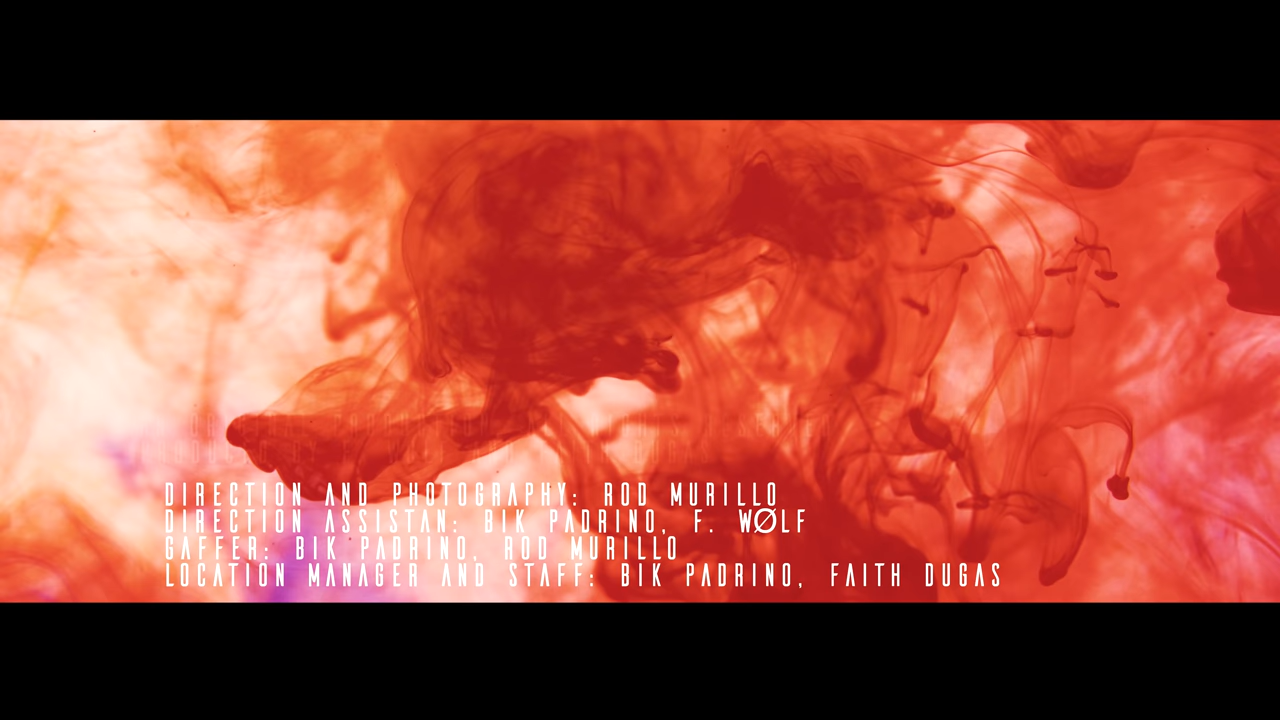 DIRECTION AND PHOTOGRAPHY: ROD MURILLO
DIRECTION ASSISTAN: BIK PADRINO, F. WØLF
GAFFER: BIK PADRINO, ROD MURILLO
LOCATION MANAGER AND STAFF: BIK PADRINO, FAITH DUGAS